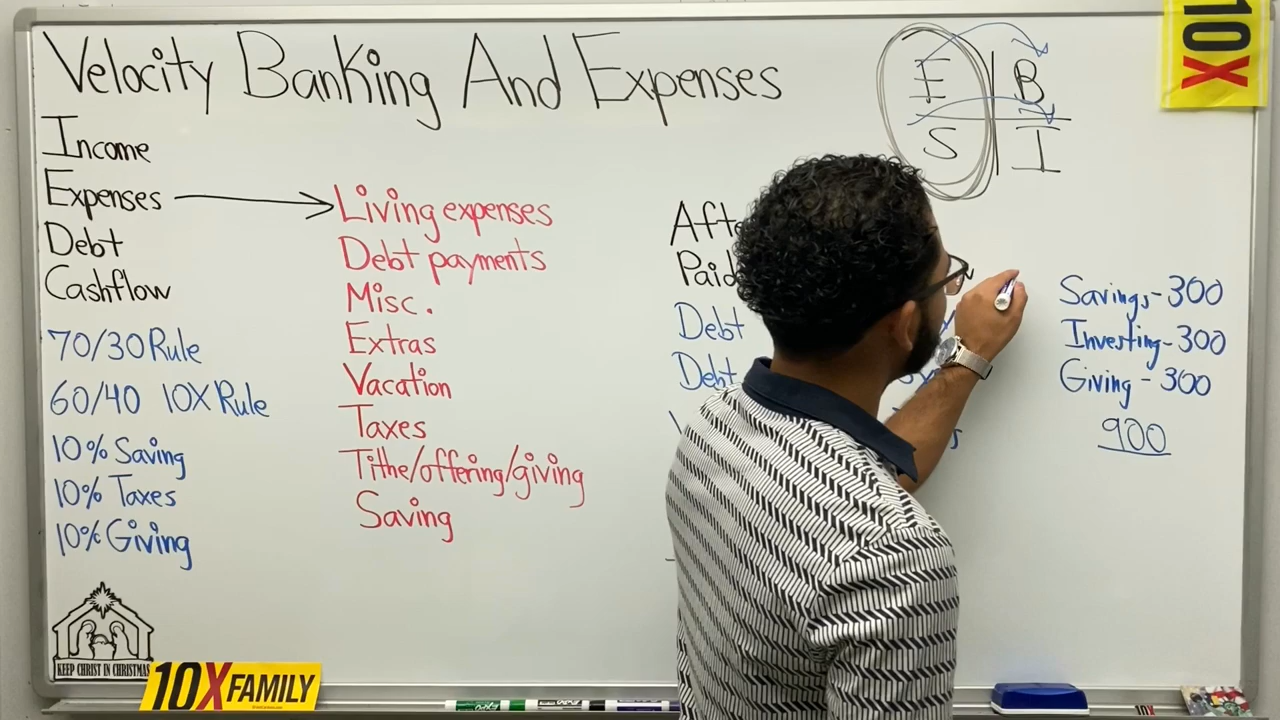 Velocity Banking And Expenses
E B
S I
10X
Income
Expenses
Debt
Cashflow
70/30 Rule
60/40 10X Rule
10% Saving
10% Taxes
10% Giving
Living expenses
Debt payments
Misc.
Extras
Vacation
Taxes
Tithe/offering/giving
Saving
Paid
Debt
Debt
Savings - 300
Investing - 300
Giving - 300
900
KEEP CHRIST IN CHRISTMAS
10X FAMILY
10X